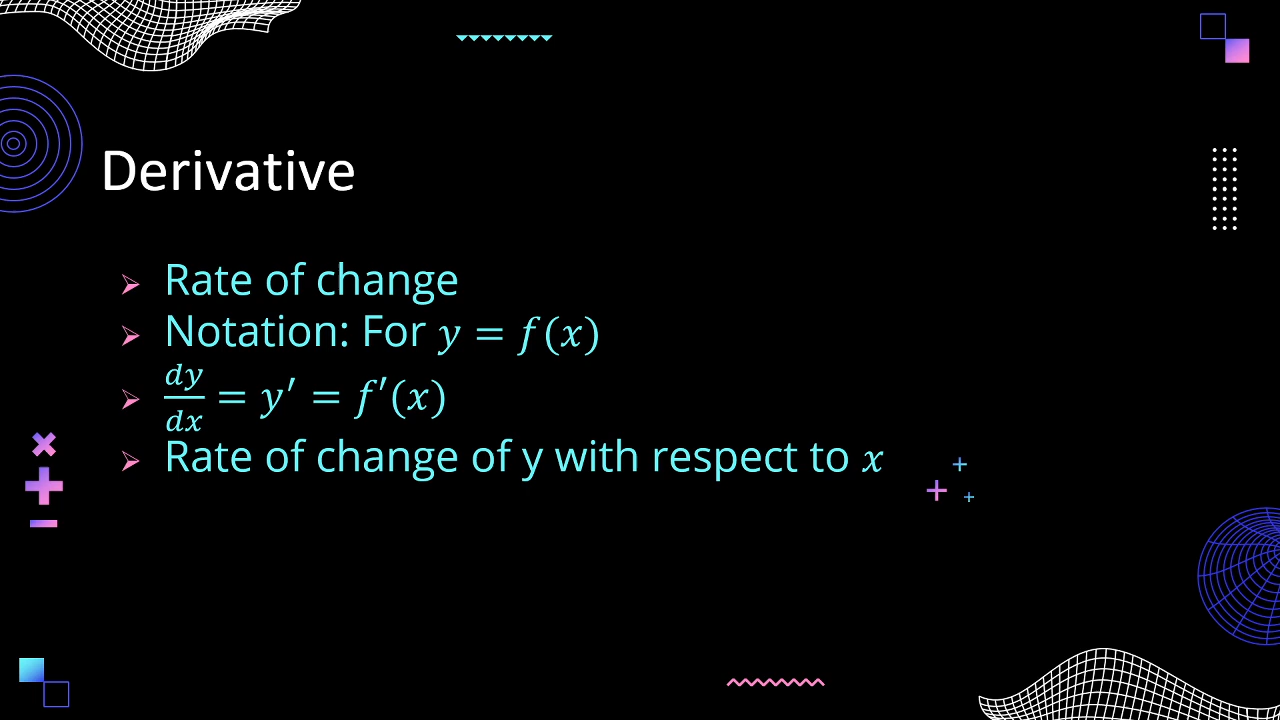 Derivative
Rate of change
Notation: For y = f(x)
dy/dx = y′ = f′(x)
Rate of change of y with respect to x